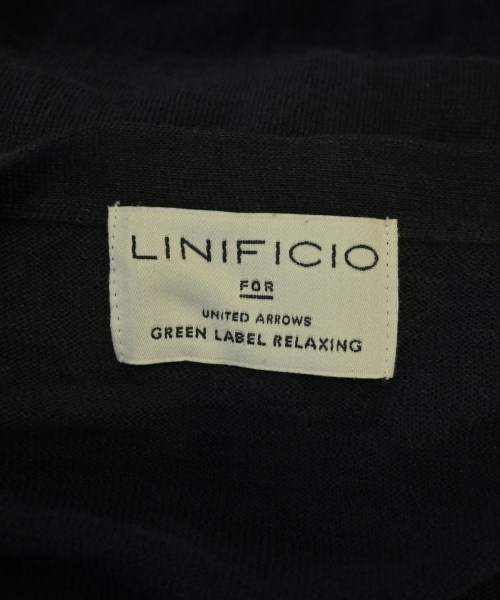 LINIFICIO
FOR
UNITED ARROWS
GREEN LABEL RELAXING